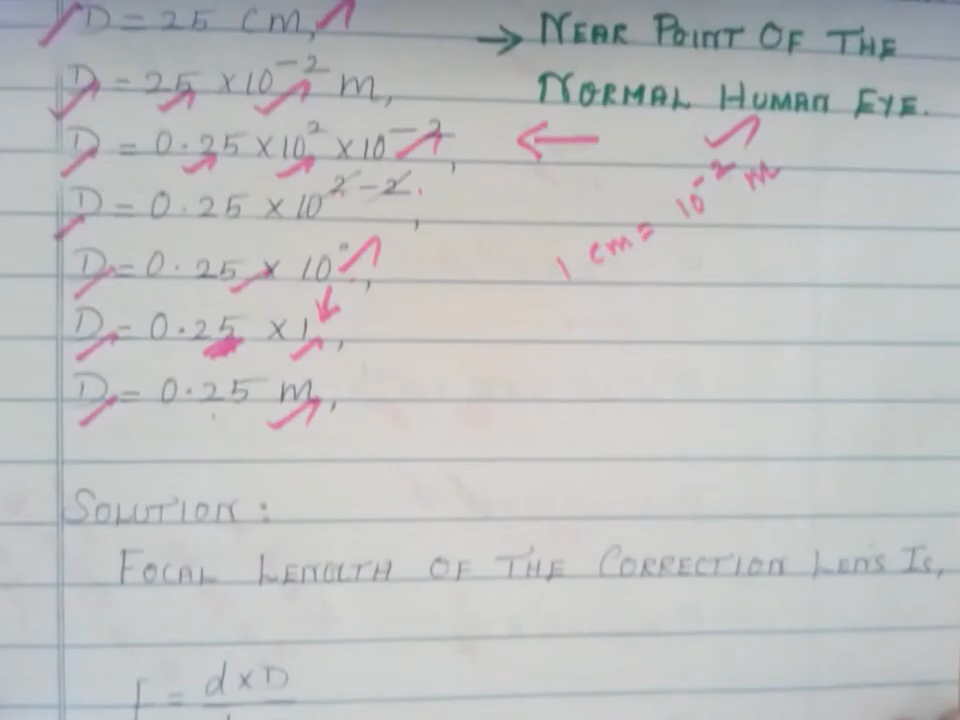 D = 25 cm,
→ NEAR POINT OF THE
NORMAL HUMAN EYE.
D = 25 × 10⁻² m,
D = 0.25 × 10² × 10⁻²,
←
1 cm = 10⁻² m
D = 0.25 × 10²⁻²,
D = 0.25 × 10⁰,
D = 0.25 × 1,
D = 0.25 m,
SOLUTION:
FOCAL LENGTH OF THE CORRECTION LENS IS,
f = d × D